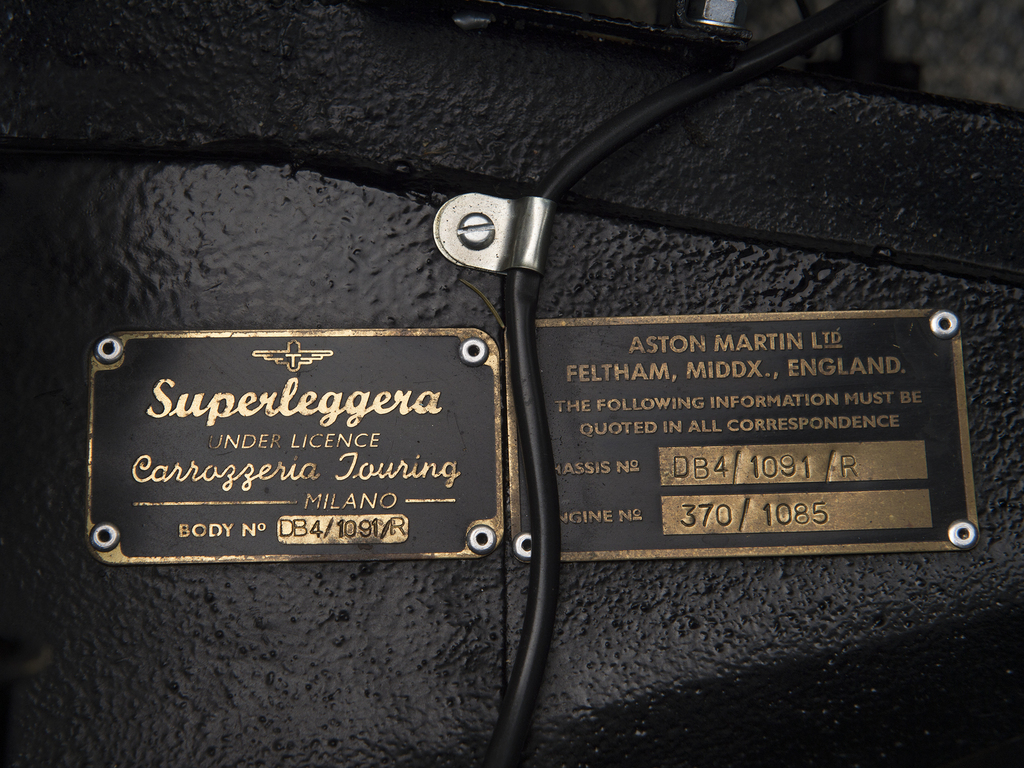 Superleggera
UNDER LICENCE
Carrozzeria Touring
MILANO
BODY Nº DB4/1091/R
ASTON MARTIN LTD
FELTHAM, MIDDX., ENGLAND.
THE FOLLOWING INFORMATION MUST BE
QUOTED IN ALL CORRESPONDENCE
HASSIS Nº DB4/1091/R
NGINE Nº 370/1085